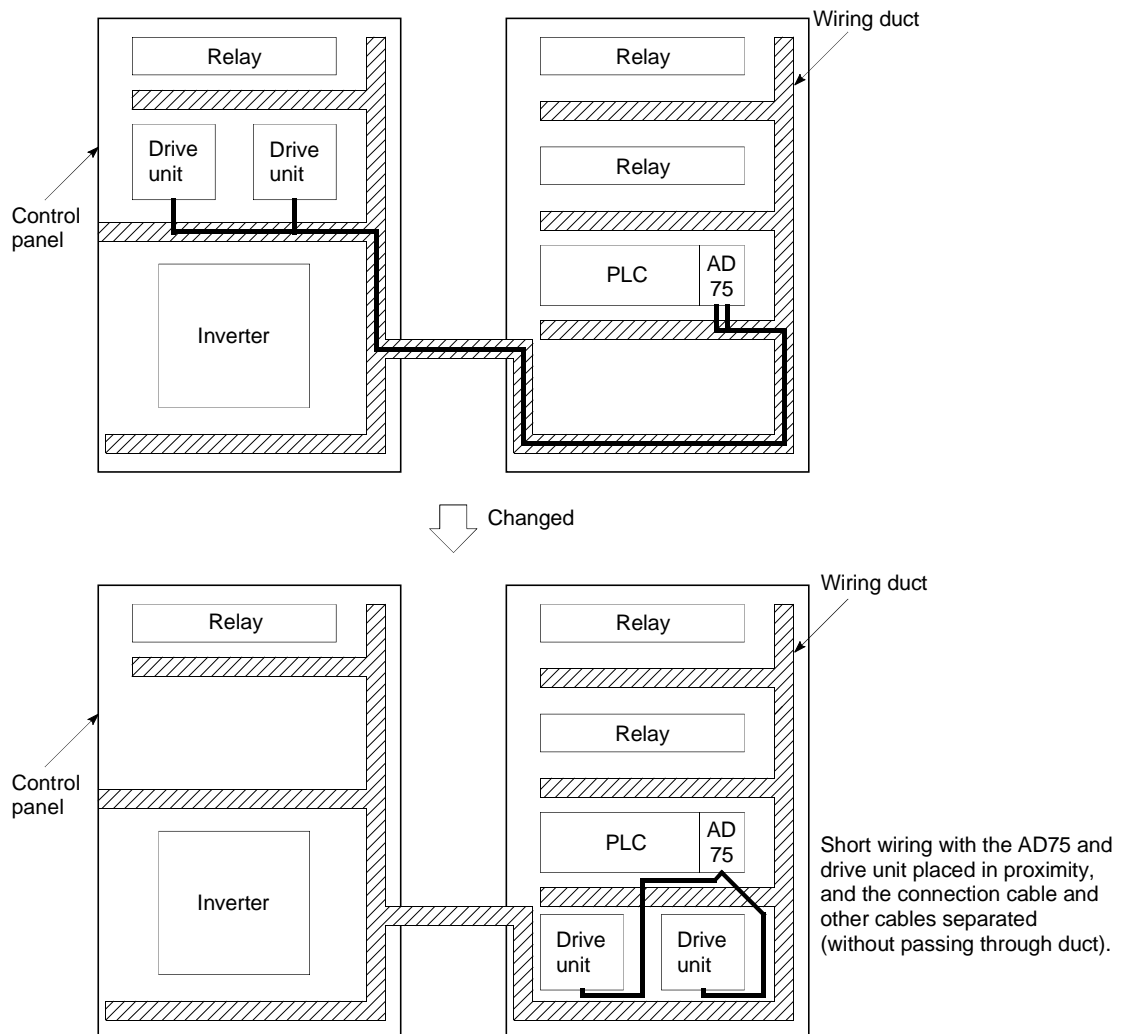 Wiring duct
Relay
Relay
Drive
unit
Drive
unit
Relay
Control
panel
PLC
AD
75
Inverter
Changed
Wiring duct
Relay
Relay
Relay
Control
panel
PLC
AD
75
Short wiring with the AD75 and
drive unit placed in proximity,
and the connection cable and
other cables separated
(without passing through duct).
Inverter
Drive
unit
Drive
unit